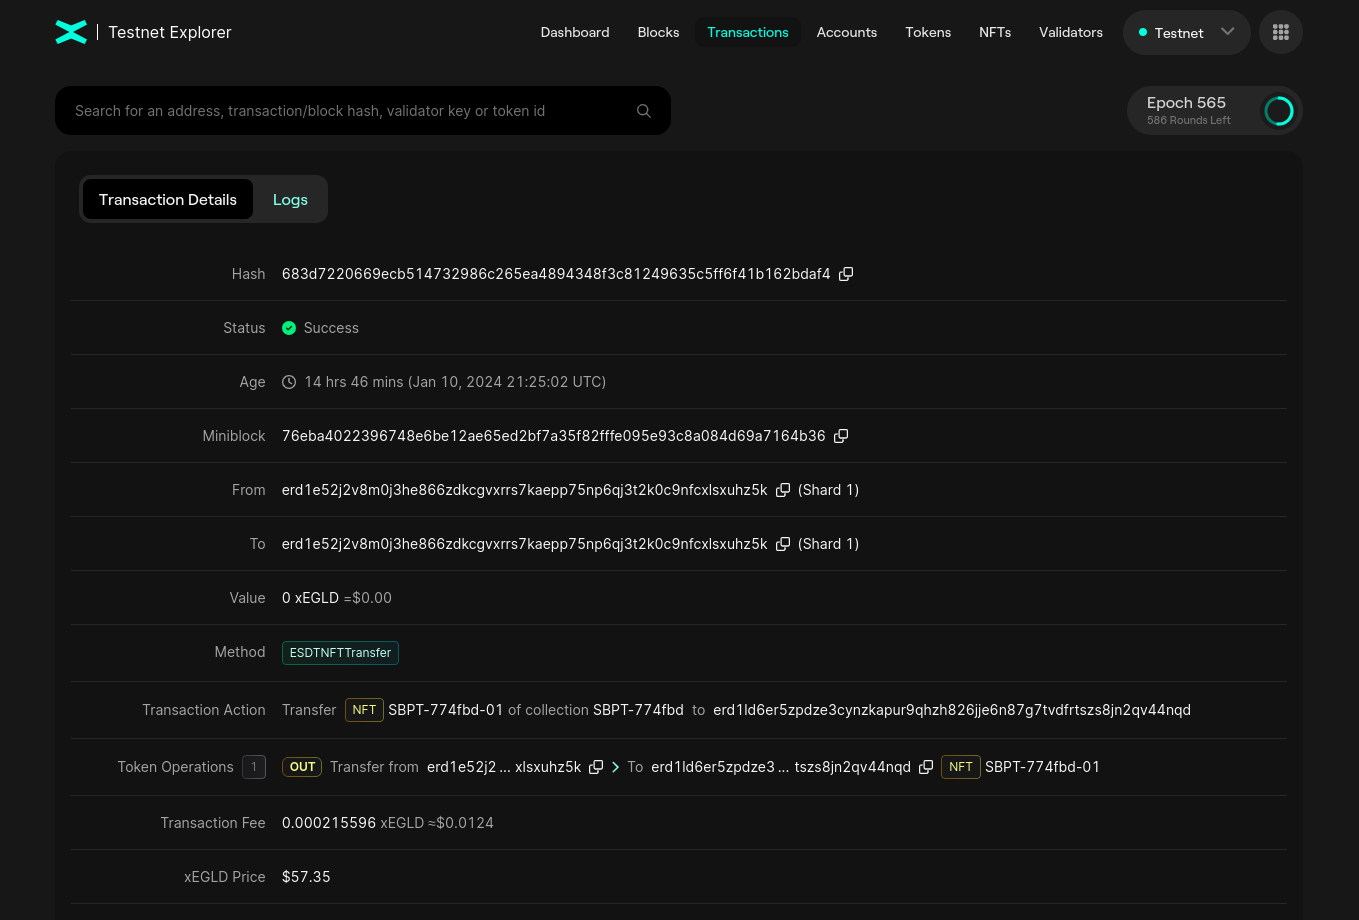 Testnet Explorer
Dashboard Blocks Transactions Accounts Tokens NFTs Validators Testnet
Search for an address, transaction/block hash, validator key or token id
Epoch 565
586 Rounds Left
Transaction Details Logs
Hash 683d7220669ecb514732986c265ea4894348f3c81249635c5ff6f41b162bdaf4
Status Success
Age 14 hrs 46 mins (Jan 10, 2024 21:25:02 UTC)
Miniblock 76eba4022396748e6be12ae65ed2bf7a35f82fffe095e93c8a084d69a7164b36
From erd1e52j2v8m0j3he866zdkcgvxrrs7kaepp75np6qj3t2k0c9nfcxlsxuhz5k (Shard 1)
To erd1e52j2v8m0j3he866zdkcgvxrrs7kaepp75np6qj3t2k0c9nfcxlsxuhz5k (Shard 1)
Value 0 xEGLD =$0.00
Method ESDTNFTTransfer
Transaction Action Transfer NFT SBPT-774fbd-01 of collection SBPT-774fbd to erd1ld6er5zpdze3cynzkapur9qhzh826jje6n87g7tvdfrtszs8jn2qv44nqd
Token Operations 1 OUT Transfer from erd1e52j2 ... xlsxuhz5k To erd1ld6er5zpdze3 ... tszs8jn2qv44nqd NFT SBPT-774fbd-01
Transaction Fee 0.000215596 xEGLD ≈$0.0124
xEGLD Price $57.35